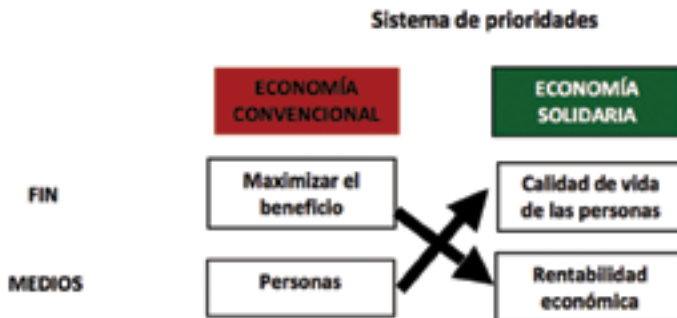 Sistema de prioridades
ECONOMÍA
CONVENCIONAL
ECONOMÍA
SOLIDARIA
FIN
Maximizar el
beneficio
Calidad de vida
de las personas
MEDIOS
Personas
Rentabilidad
económica